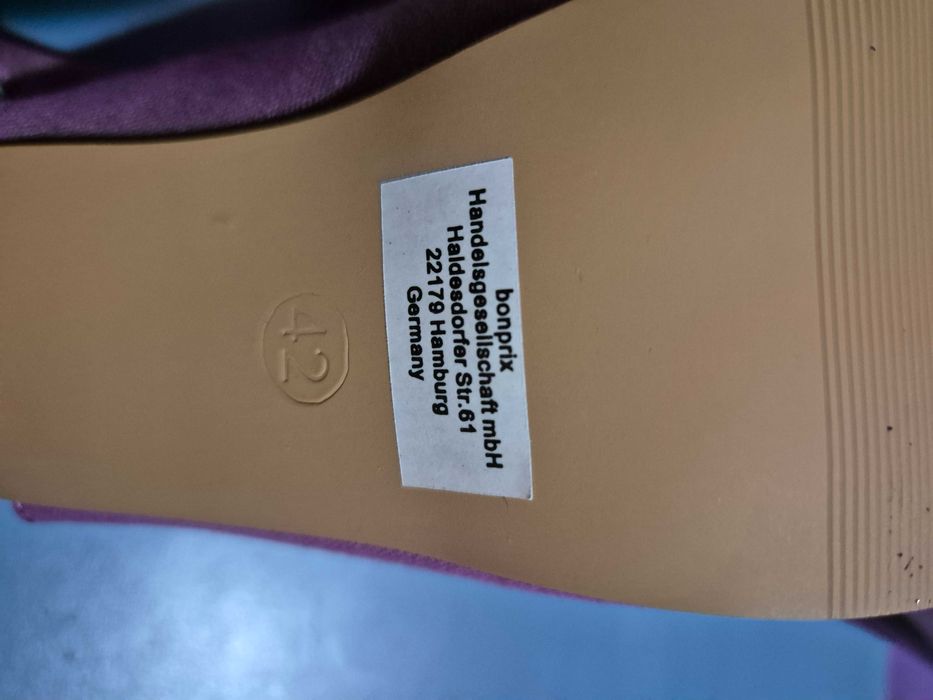 bonprix
Handelsgesellschaft mbH
Haldesdorfer Str.61
22179 Hamburg
Germany
42